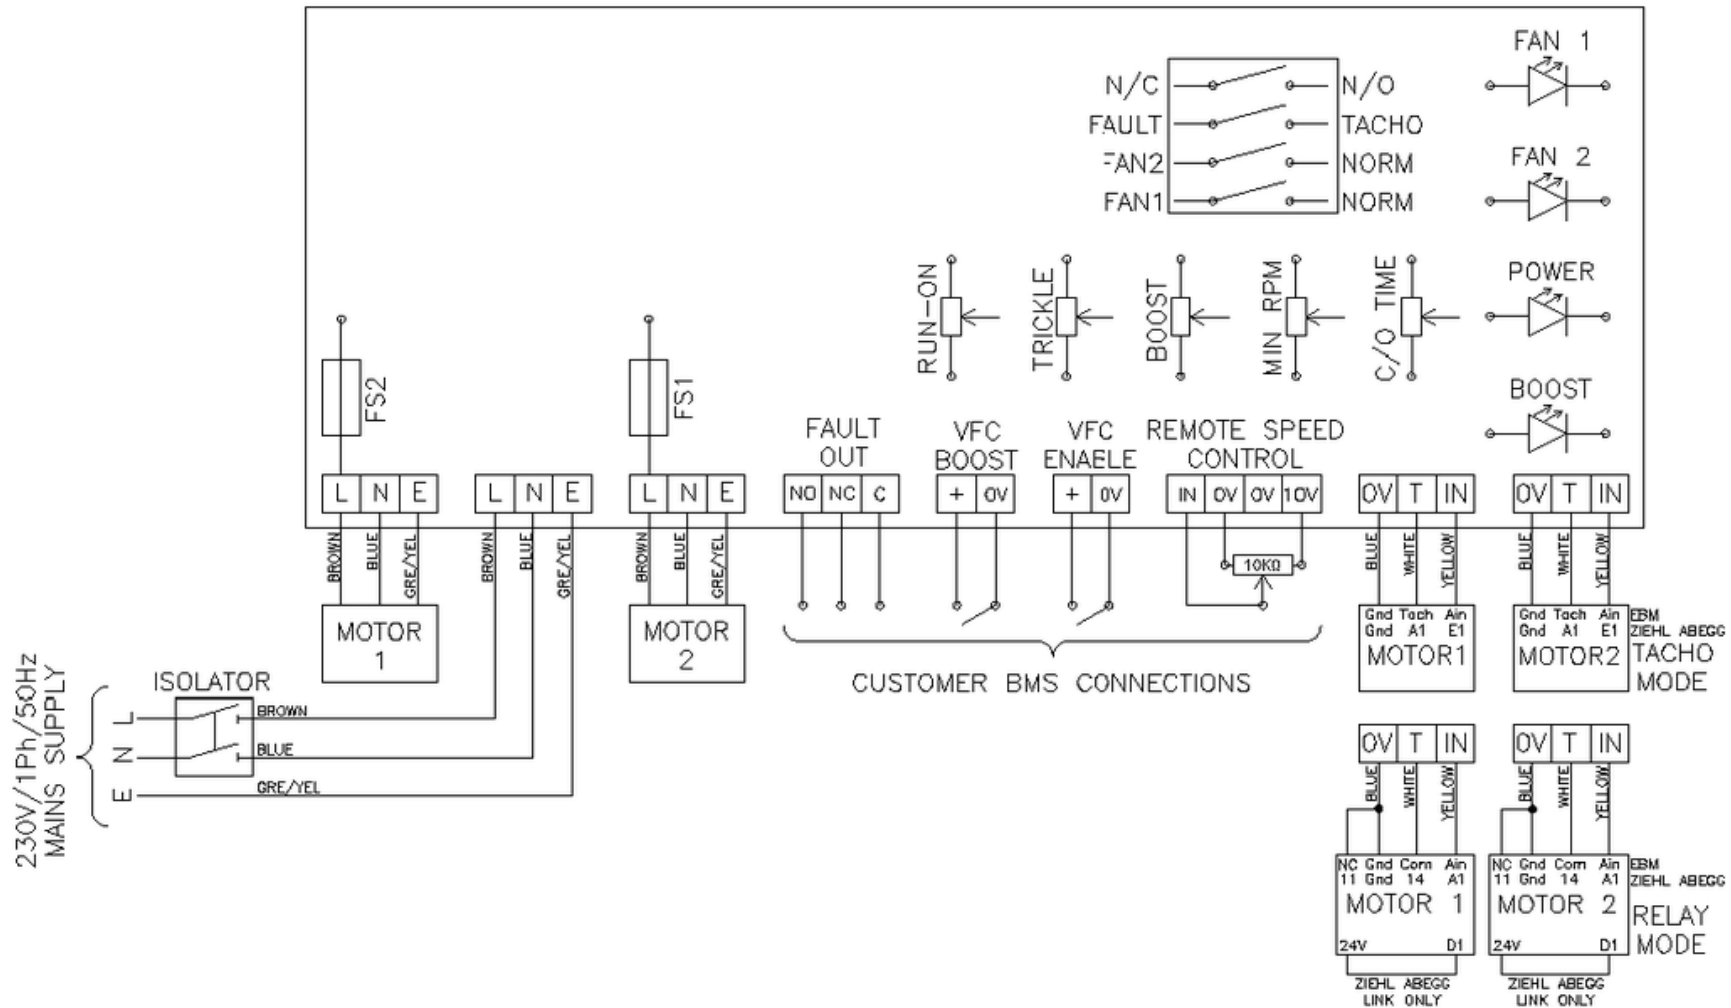 FAN 1
N/C
N/O
FAULT
TACHO
FAN2
NORM
FAN1
NORM
FAN 2
POWER
BOOST
RUN-ON
TRICKLE
BOOST
MIN RPM
C/O TIME
FS2
FS1
FAULT
OUT
VFC
BOOST
VFC
ENABLE
REMOTE SPEED
CONTROL
L N E
L N E
L N E
NO NC C
+ 0V
+ 0V
IN 0V 0V 10V
0V T IN
0V T IN
BROWN
BLUE
GRE/YEL
BROWN
BLUE
GRE/YEL
BROWN
BLUE
GRE/YEL
10KΩ
BLUE
WHITE
YELLOW
BLUE
WHITE
YELLOW
MOTOR
1
MOTOR
2
Gnd Tach Ain
Gnd A1 E1
MOTOR1
Gnd Tach Ain EBM
Gnd A1 E1 ZIEHL ABEGG
MOTOR2
TACHO
MODE
CUSTOMER BMS CONNECTIONS
230V/1Ph/50Hz
MAINS SUPPLY
ISOLATOR
L
BROWN
N
BLUE
E
GRE/YEL
0V T IN
0V T IN
BLUE
WHITE
YELLOW
BLUE
WHITE
YELLOW
NC Gnd Com Ain
11 Gnd 14 A1
MOTOR 1
24V D1
ZIEHL ABEGG
LINK ONLY
NC Gnd Com Ain EBM
11 Gnd 14 A1 ZIEHL ABEGG
MOTOR 2
24V D1
RELAY
MODE
ZIEHL ABEGG
LINK ONLY